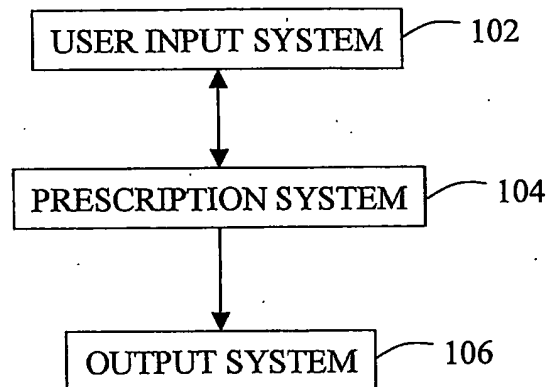 USER INPUT SYSTEM 102
PRESCRIPTION SYSTEM 104
OUTPUT SYSTEM 106